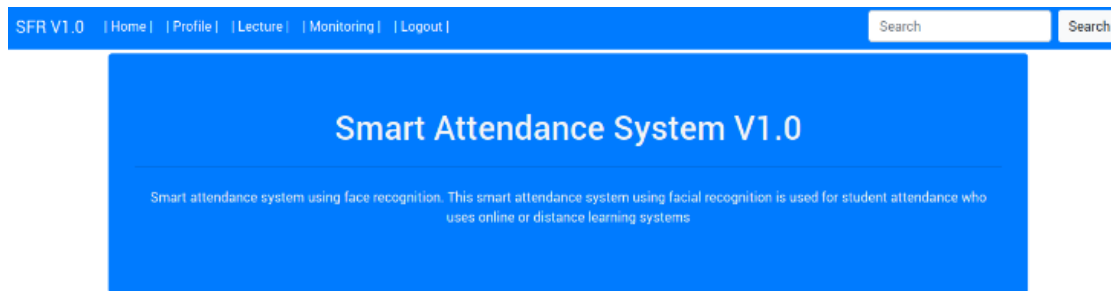 SFR V1.0 | Home | | Profile | | Lecture | | Monitoring | | Logout | Search Search
Smart Attendance System V1.0
Smart attendance system using face recognition. This smart attendance system using facial recognition is used for student attendance who
uses online or distance learning systems